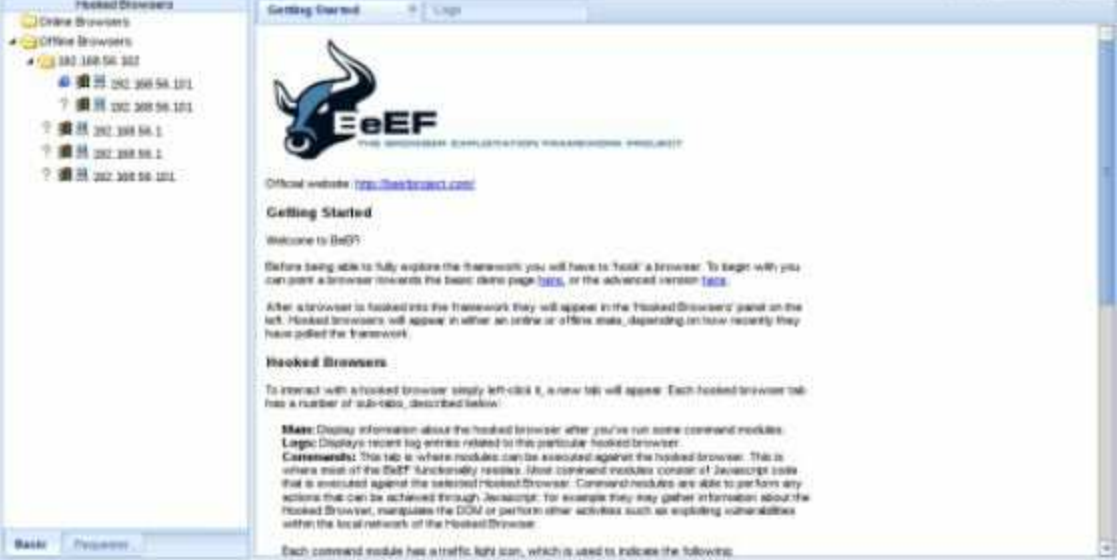 Hooked Browsers
Online Browsers
Offline Browsers
192.168.56.102
192.168.56.101
192.168.56.101
192.168.56.1
192.168.56.1
192.168.56.101
Basic
Requester
Getting Started
Logs
BeEF
THE BROWSER EXPLOITATION FRAMEWORK PROJECT
Official website: http://beefproject.com/
Getting Started
Welcome to BeEF!
Before being able to fully explore the framework you will have to 'hook' a browser. To begin with you
can point a browser towards the basic demo page here, or the advanced version here.
After a browser is hooked into the framework they will appear in the 'Hooked Browsers' panel on the
left. Hooked browsers will appear in either an online or offline state, depending on how recently they
have polled the framework.
Hooked Browsers
To interact with a hooked browser simply left-click it, a new tab will appear. Each hooked browser tab
has a number of sub-tabs, described below:
Main: Display information about the hooked browser after you've run some command modules.
Logs: Displays recent log entries related to this particular hooked browser.
Commands: This tab is where modules can be executed against the hooked browser. This is
where most of the BeEF functionality resides. Most command modules consist of Javascript code
that is executed against the selected Hooked Browser. Command modules are able to perform any
actions that can be achieved through Javascript: for example they may gather information about the
Hooked Browser, manipulate the DOM or perform other activities such as exploiting vulnerabilities
within the local network of the Hooked Browser.
Each command module has a traffic light icon, which is used to indicate the following: